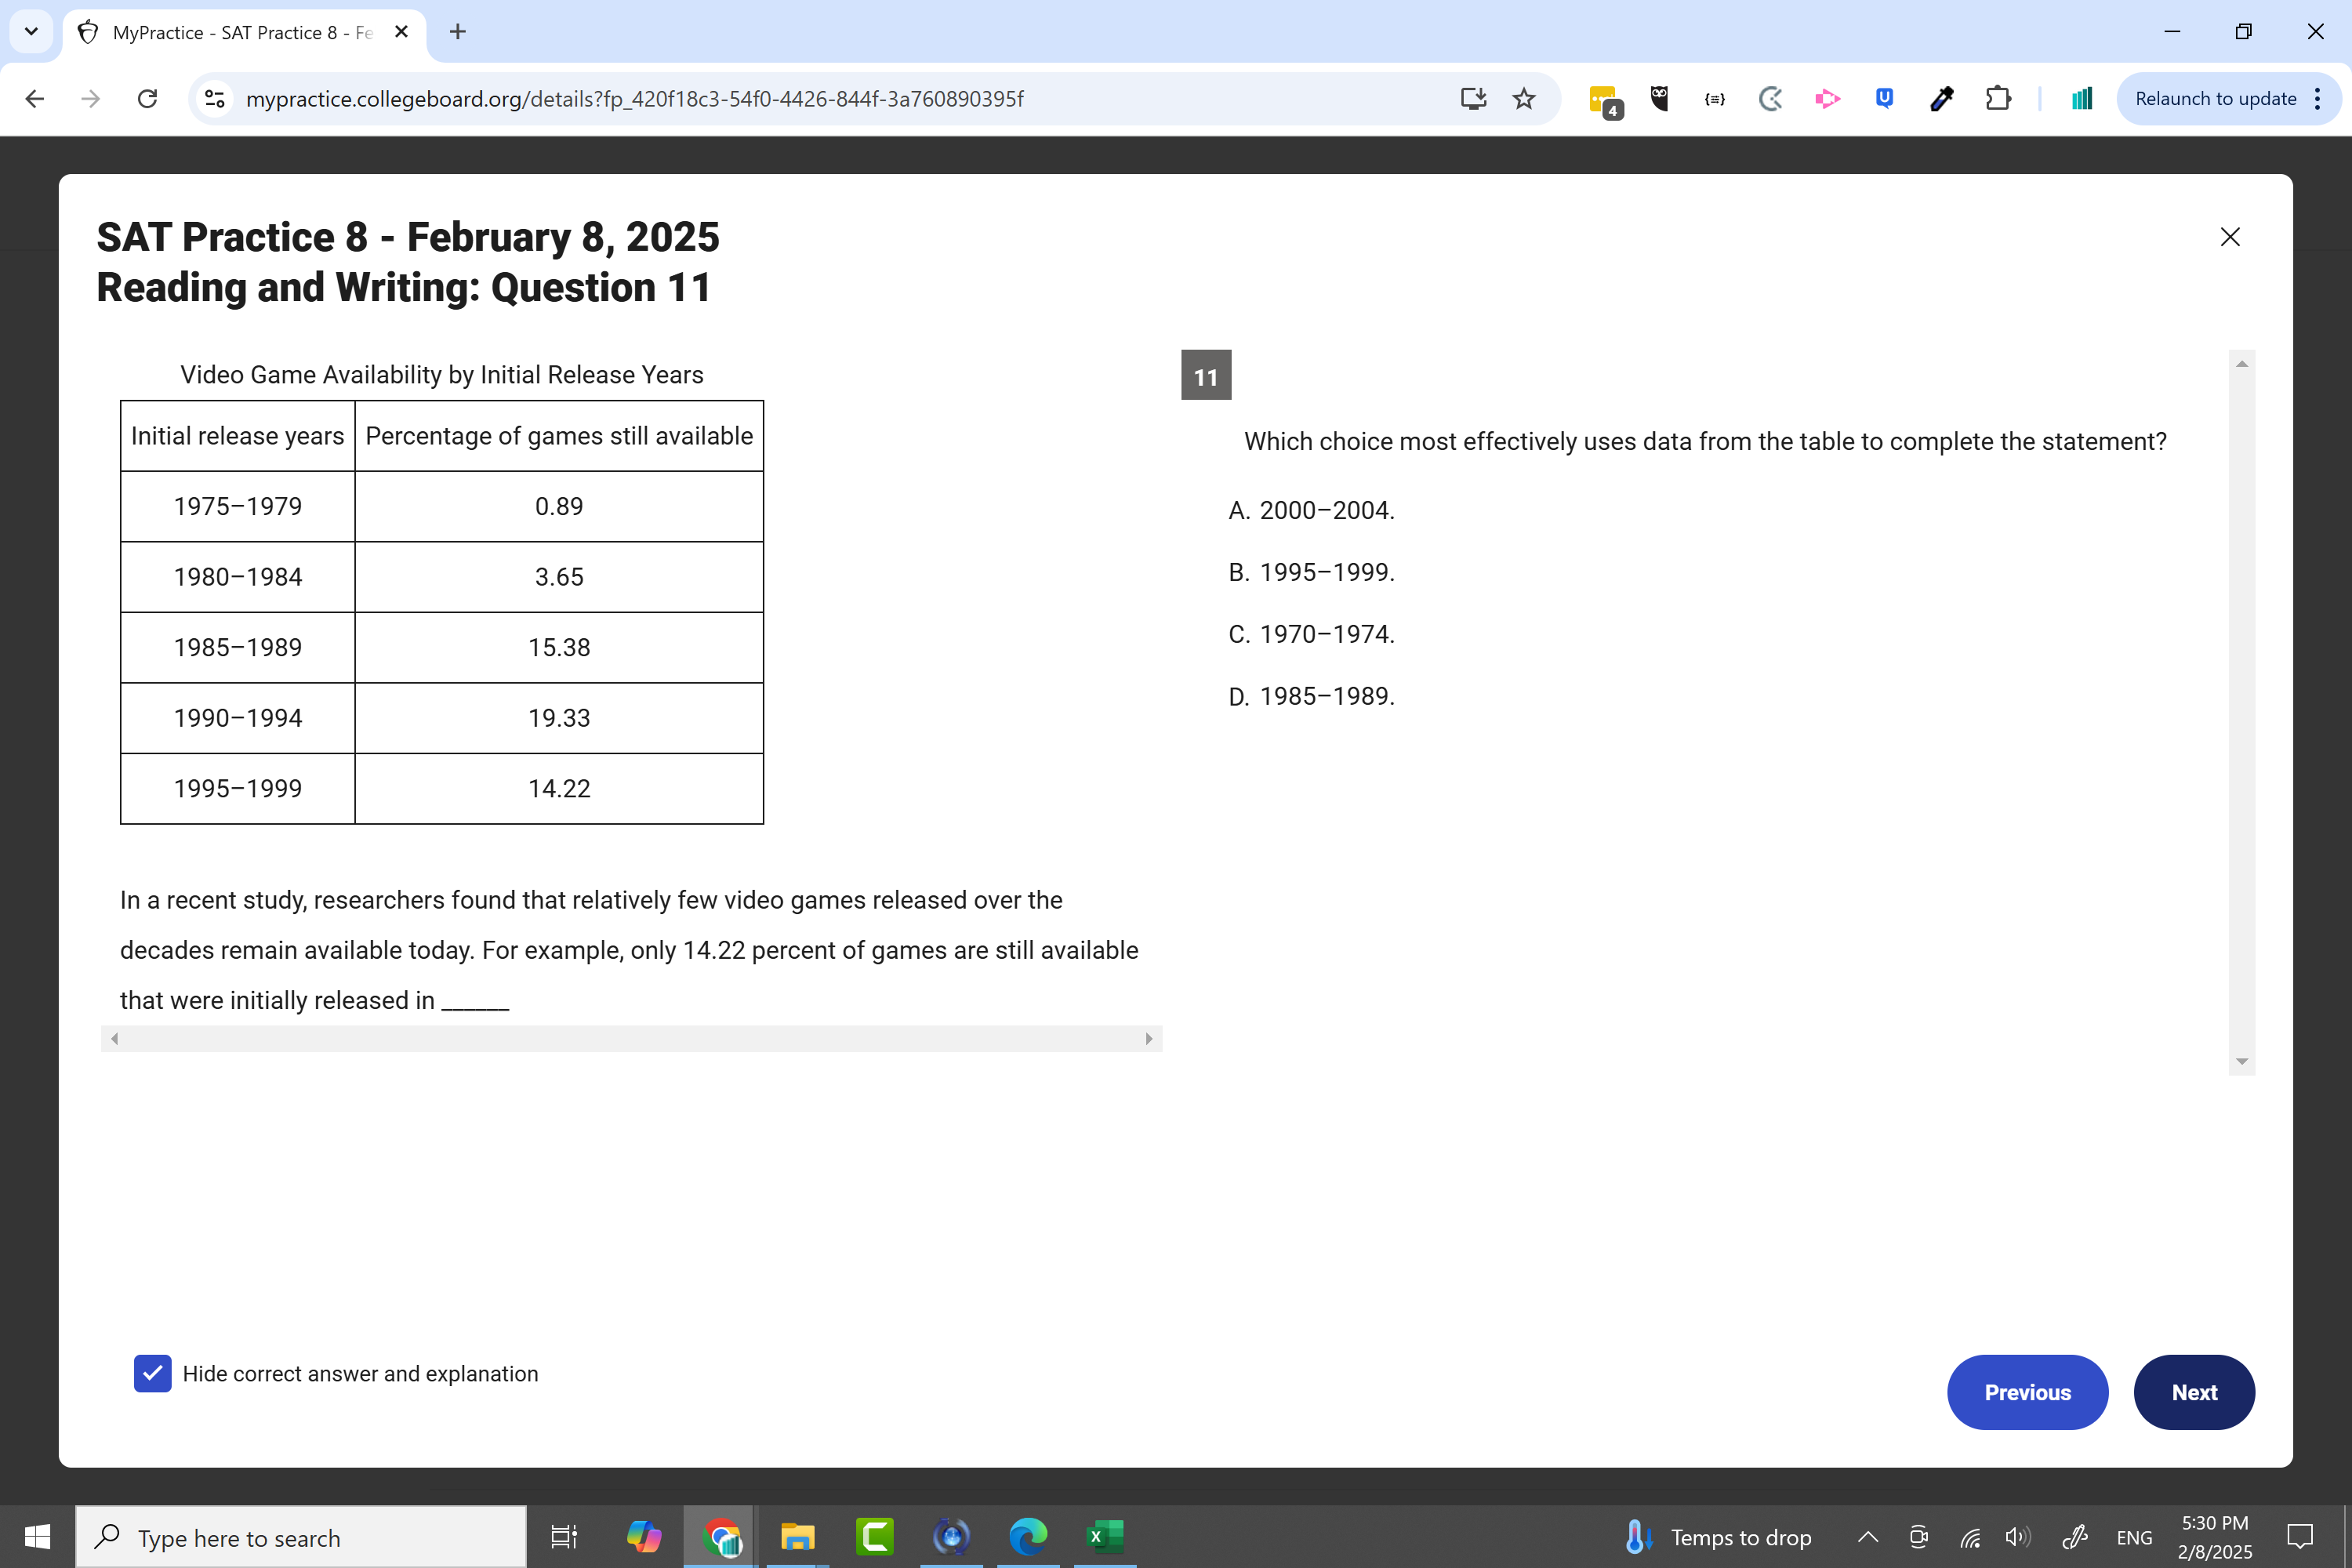 MyPractice - SAT Practice 8 - Fe
mypractice.collegeboard.org/details?fp_420f18c3-54f0-4426-844f-3a760890395f
4
Relaunch to update
SAT Practice 8 - February 8, 2025
Reading and Writing: Question 11
Video Game Availability by Initial Release Years
Initial release years Percentage of games still available
1975–1979 0.89
1980–1984 3.65
1985–1989 15.38
1990–1994 19.33
1995–1999 14.22
In a recent study, researchers found that relatively few video games released over the
decades remain available today. For example, only 14.22 percent of games are still available
that were initially released in ______
11
Which choice most effectively uses data from the table to complete the statement?
A. 2000–2004.
B. 1995–1999.
C. 1970–1974.
D. 1985–1989.
Hide correct answer and explanation
Previous
Next
Type here to search
Temps to drop
ENG
5:30 PM
2/8/2025